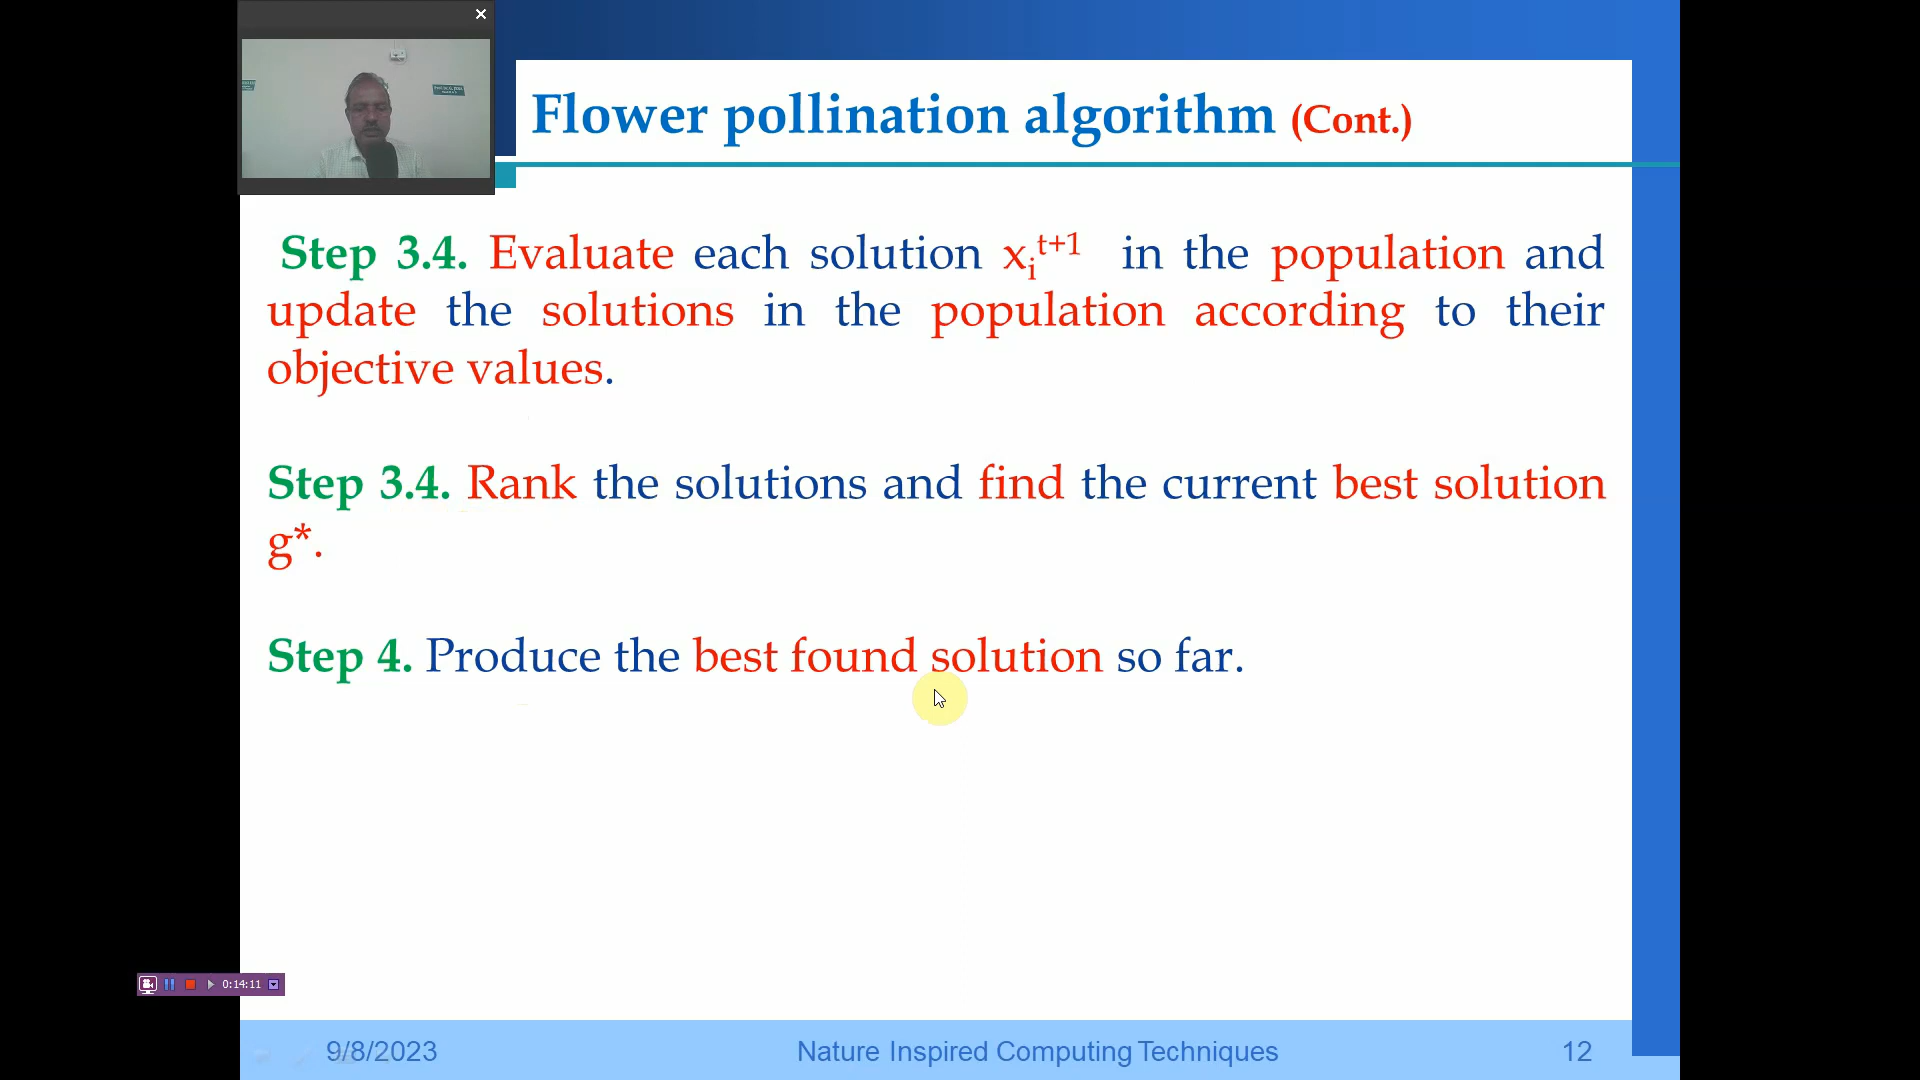 Flower pollination algorithm (Cont.)
Step 3.4. Evaluate each solution xᵢᵗ⁺¹ in the population and
update the solutions in the population according to their
objective values.
Step 3.4. Rank the solutions and find the current best solution
g*.
Step 4. Produce the best found solution so far.
0:14:11
9/8/2023
Nature Inspired Computing Techniques
12